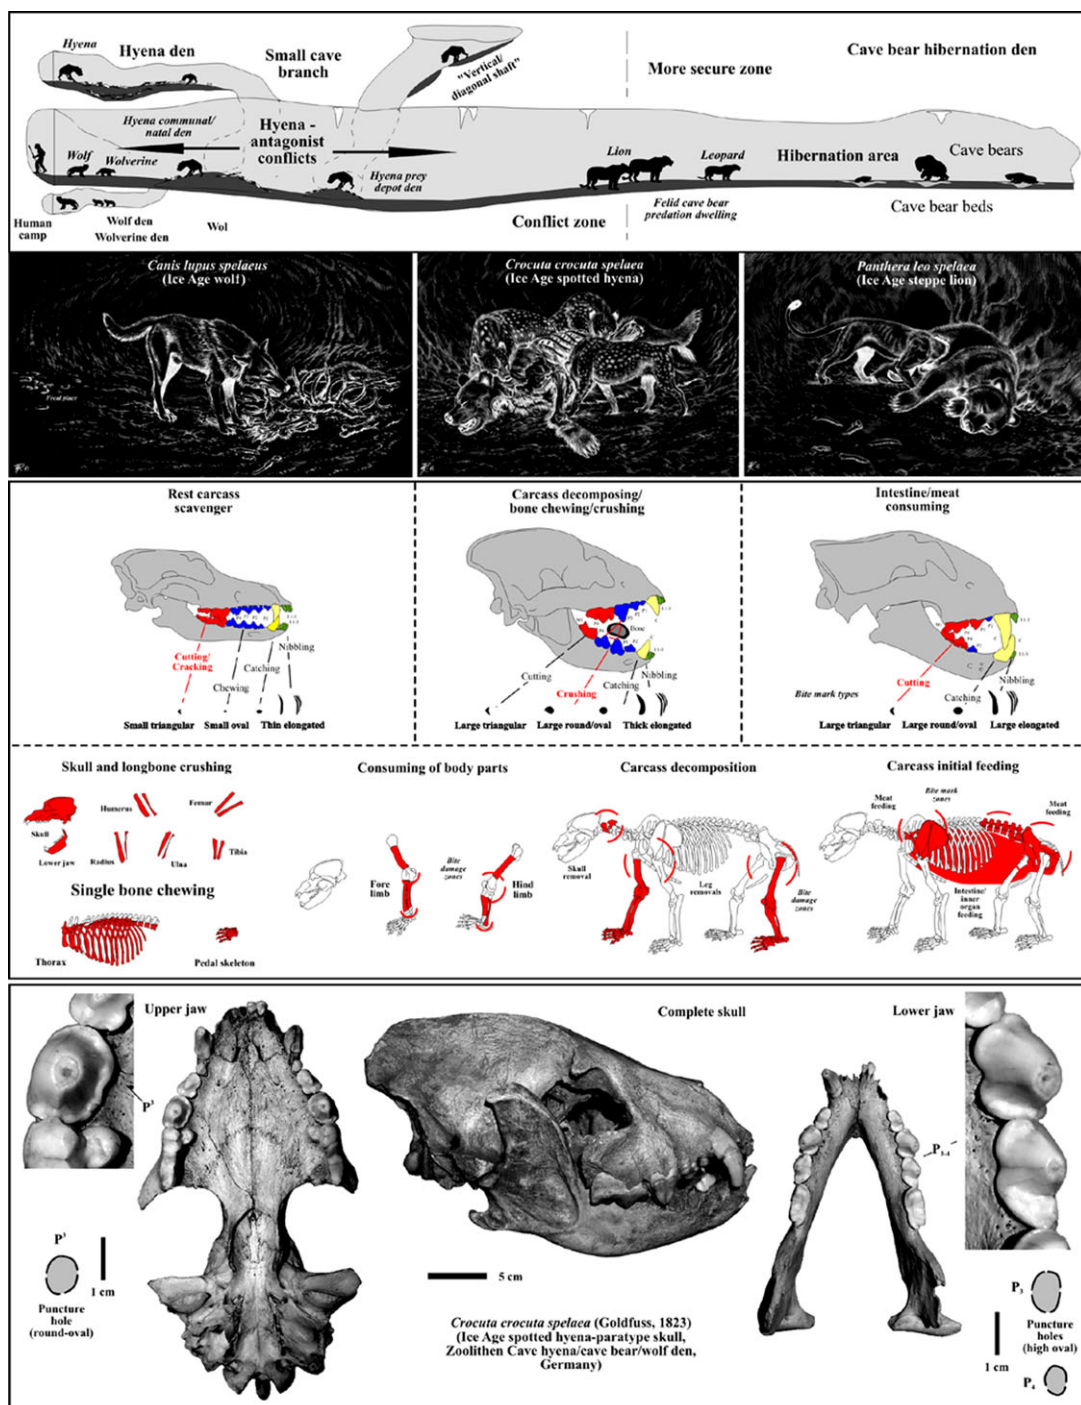 Hyena
Hyena den
Small cave
branch
"Vertical/
diagonal shaft"
More secure zone
Cave bear hibernation den
Hyena communal/
natal den
Hyena -
antagonist
conflicts
Wolf
Wolverine
Hyena prey
depot den
Lion
Leopard
Hibernation area
Cave bears
Cave bear beds
Human
camp
Wolf den
Wolverine den
Wol
Conflict zone
Felid cave bear
predation dwelling
Canis lupus spelaeus
(Ice Age wolf)
Crocuta crocuta spelaea
(Ice Age spotted hyena)
Panthera leo spelaea
(Ice Age steppe lion)
Rest carcass
scavenger
Carcass decomposing/
bone chewing/crushing
Intestine/meat
consuming
Cutting/
Cracking
Chewing
Catching
Nibbling
Small triangular
Small oval
Thin elongated
Bone
Cutting
Crushing
Catching
Nibbling
Large triangular
Large round/oval
Thick elongated
Bite mark types
Cutting
Catching
Nibbling
Large triangular
Large round/oval
Large elongated
Skull and longbone crushing
Skull
Lower jaw
Humerus
Femur
Radius
Ulna
Tibia
Single bone chewing
Thorax
Pedal skeleton
Consuming of body parts
Fore
limb
Bite
damage
zones
Hind
limb
Carcass decomposition
Skull
removal
Leg
removals
Bite
damage
zones
Carcass initial feeding
Meat
feeding
Bite mask
zones
Meat
feeding
Intestine/
inner
organ
feeding
Upper jaw
Complete skull
Lower jaw
P³
P₃₋₄
P³
1 cm
Puncture
hole
(round-oval)
5 cm
Crocuta crocuta spelaea (Goldfuss, 1823)
(Ice Age spotted hyena-paratype skull,
Zoolithen Cave hyena/cave bear/wolf den,
Germany)
P₃
Puncture
holes
(high oval)
1 cm
P₄